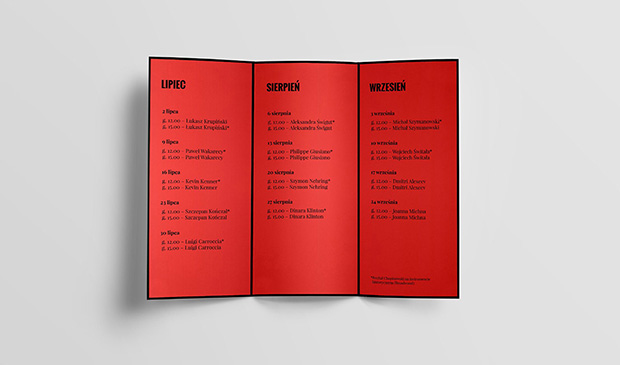 LIPIEC
2 lipca
g. 12.00 – Łukasz Krupiński
g. 15.00 – Łukasz Krupiński*
9 lipca
g. 12.00 – Paweł Wakarecy*
g. 15.00 – Paweł Wakarecy
16 lipca
g. 12.00 – Kevin Kenner*
g. 15.00 – Kevin Kenner
23 lipca
g. 12.00 – Szczepan Kończal*
g. 15.00 – Szczepan Kończal
30 lipca
g. 12.00 – Luigi Carroccia*
g. 15.00 – Luigi Carroccia
SIERPIEŃ
6 sierpnia
g. 12.00 – Aleksandra Świgut*
g. 15.00 – Aleksandra Świgut
13 sierpnia
g. 12.00 – Philippe Giusiano*
g. 15.00 – Philippe Giusiano
20 sierpnia
g. 12.00 – Szymon Nehring*
g. 15.00 – Szymon Nehring
27 sierpnia
g. 12.00 – Dinara Klinton*
g. 15.00 – Dinara Klinton
WRZESIEŃ
3 września
g. 12.00 – Michał Szymanowski*
g. 15.00 – Michał Szymanowski
10 września
g. 12.00 – Wojciech Świtała*
g. 15.00 – Wojciech Świtała
17 września
g. 12.00 – Dmitri Alexeev
g. 15.00 – Dmitri Alexeev
24 września
g. 12.00 – Joanna Michna
g. 15.00 – Joanna Michna